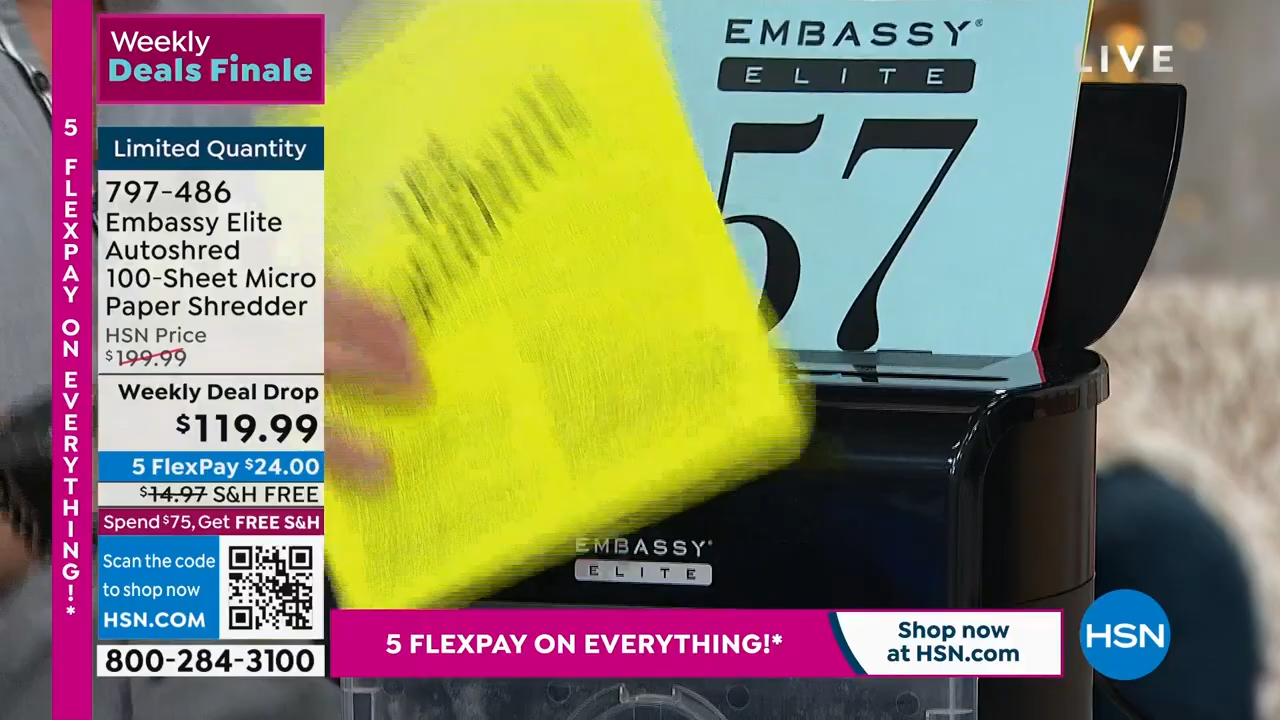 5 FLEXPAY ON EVERYTHING!*
Weekly
Deals Finale
Limited Quantity
797-486
Embassy Elite
Autoshred
100-Sheet Micro
Paper Shredder
HSN Price
$199.99
Weekly Deal Drop
$119.99
5 FlexPay $24.00
$14.97 S&H FREE
Spend $75, Get FREE S&H
Scan the code
to shop now
HSN.COM
800-284-3100
EMBASSY®
ELITE
57
LIVE
EMBASSY®
ELITE
5 FLEXPAY ON EVERYTHING!*
Shop now
at HSN.com
HSN